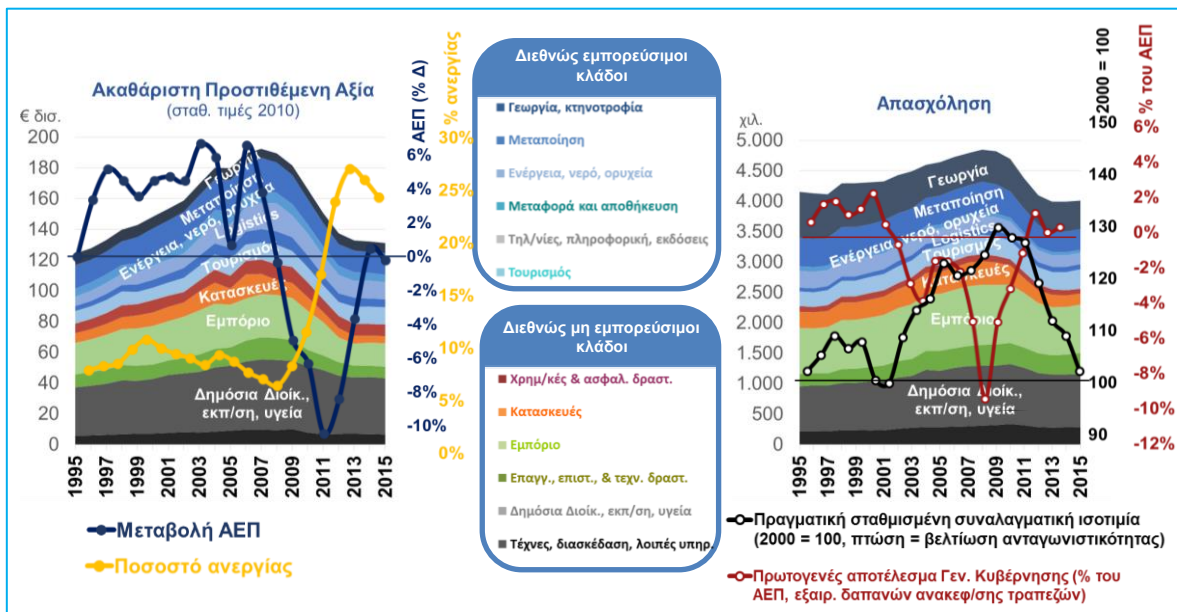 Ακαθάριστη Προστιθέμενη Αξία
(σταθ. τιμές 2010)
€ δισ.
200
180
160
140
120
100
80
60
40
20
0
Γεωργία
Μεταποίηση
Ενέργεια, νερό, ορυχεία
Logistics
Τουρισμός
Κατασκευές
Εμπόριο
Δημόσια Διοίκ.,
εκπ/ση, υγεία
1995
1997
1999
2001
2003
2005
2007
2009
2011
2013
2015
ΑΕΠ (% Δ)
6%
4%
2%
0%
-2%
-4%
-6%
-8%
-10%
% ανεργίας
30%
25%
20%
15%
10%
5%
0%
Μεταβολή ΑΕΠ
Ποσοστό ανεργίας
Διεθνώς εμπορεύσιμοι
κλάδοι
Γεωργία, κτηνοτροφία
Μεταποίηση
Ενέργεια, νερό, ορυχεία
Μεταφορά και αποθήκευση
Τηλ/νίες, πληροφορική, εκδόσεις
Τουρισμός
Διεθνώς μη εμπορεύσιμοι
κλάδοι
Χρημ/κές & ασφαλ. δραστ.
Κατασκευές
Εμπόριο
Επαγγ., επιστ., & τεχν. δραστ.
Δημόσια Διοίκ., εκπ/ση, υγεία
Τέχνες, διασκέδαση, λοιπές υπηρ.
Απασχόληση
χιλ.
5.000
4.500
4.000
3.500
3.000
2.500
2.000
1.500
1.000
500
0
Γεωργία
Μεταποίηση
Ενέργεια, νερό, ορυχεία
Logistics
Τουρισμός
Κατασκευές
Εμπόριο
Δημόσια Διοίκ.,
εκπ/ση, υγεία
1995
1997
1999
2001
2003
2005
2007
2009
2011
2013
2015
2000 = 100
150
140
130
120
110
100
90
% του ΑΕΠ
6%
4%
2%
0%
-2%
-4%
-6%
-8%
-10%
-12%
Πραγματική σταθμισμένη συναλαγματική ισοτιμία
(2000 = 100, πτώση = βελτίωση ανταγωνιστικότητας)
Πρωτογενές αποτέλεσμα Γεν. Κυβέρνησης (% του
ΑΕΠ, εξαιρ. δαπανών ανακεφ/σης τραπεζών)